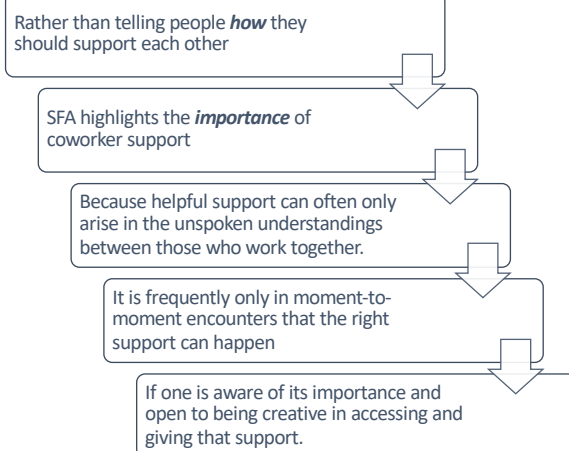 Rather than telling people how they
should support each other
SFA highlights the importance of
coworker support
Because helpful support can often only
arise in the unspoken understandings
between those who work together.
It is frequently only in moment-to-
moment encounters that the right
support can happen
If one is aware of its importance and
open to being creative in accessing and
giving that support.